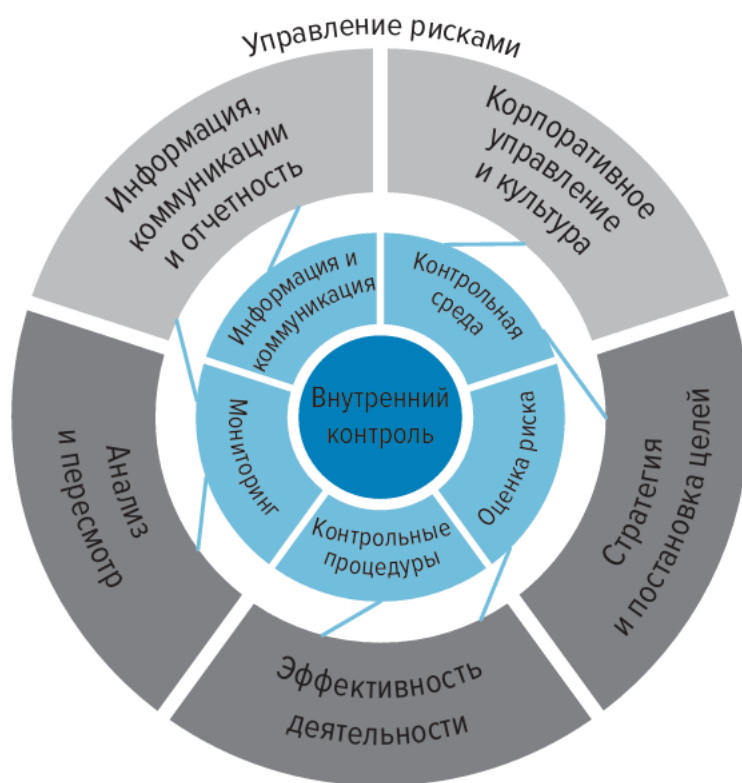 Управление рисками
Информация,
коммуникации
и отчетность
Корпоративное
управление
и культура
Информация и
коммуникация
Контрольная
среда
Внутренний
контроль
Мониторинг
Оценка риска
Контрольные
процедуры
Анализ
и пересмотр
Стратегия
и постановка целей
Эффективность
деятельности